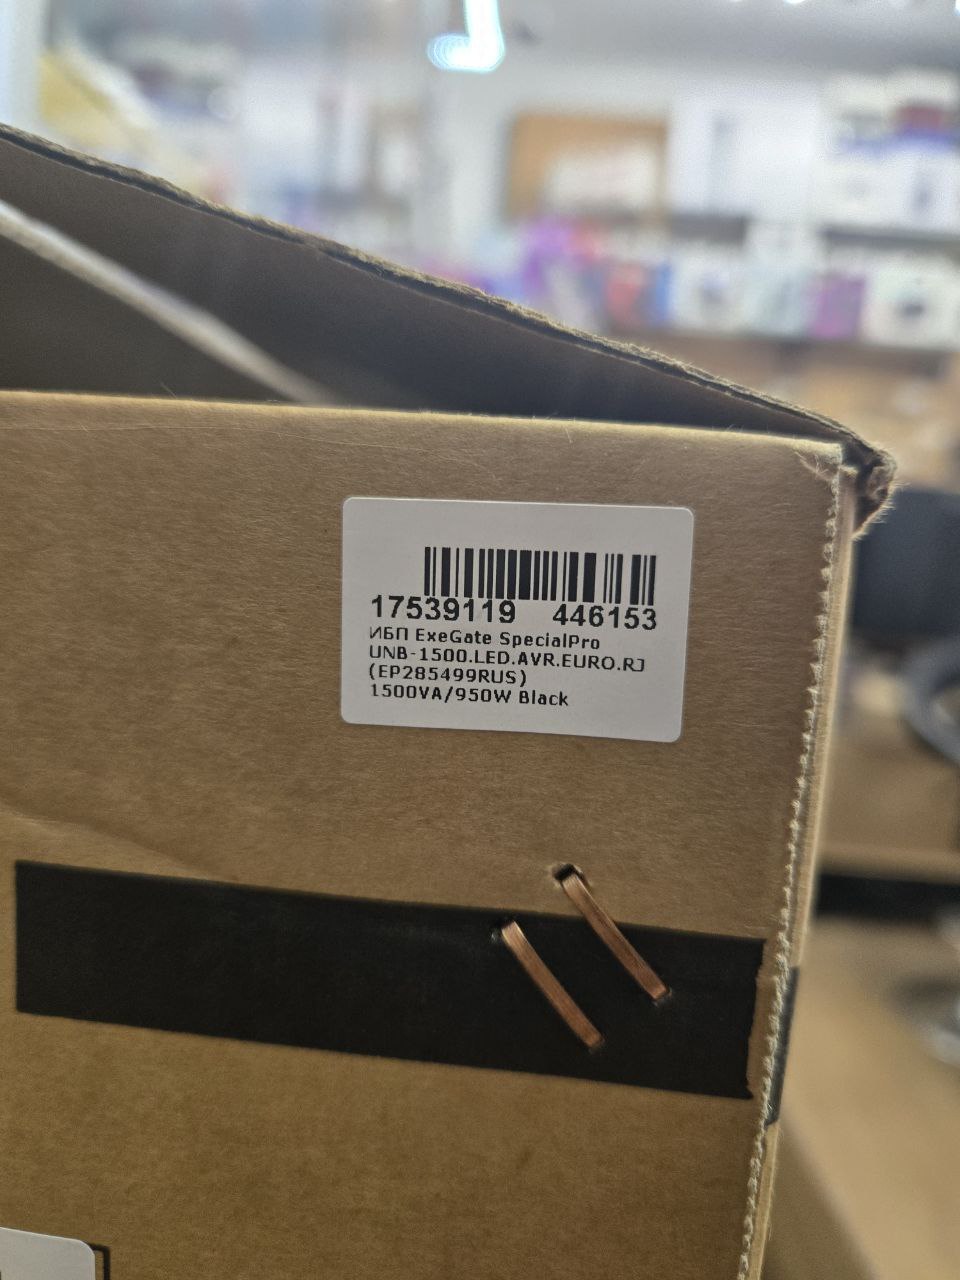 17539119 446153
ИБП ExeGate SpecialPro
UNB-1500.LED.AVR.EURO.RJ
(EP285499RUS)
1500VA/950W Black